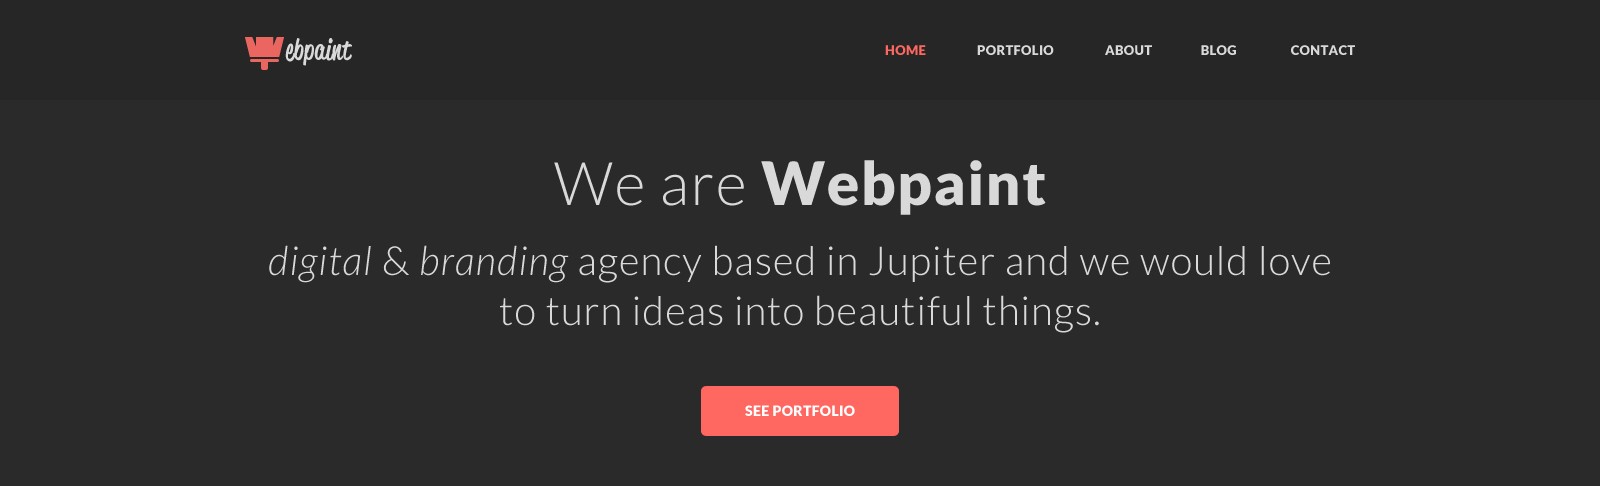 Webpaint
HOME PORTFOLIO ABOUT BLOG CONTACT
We are Webpaint
digital & branding agency based in Jupiter and we would love
to turn ideas into beautiful things.
SEE PORTFOLIO